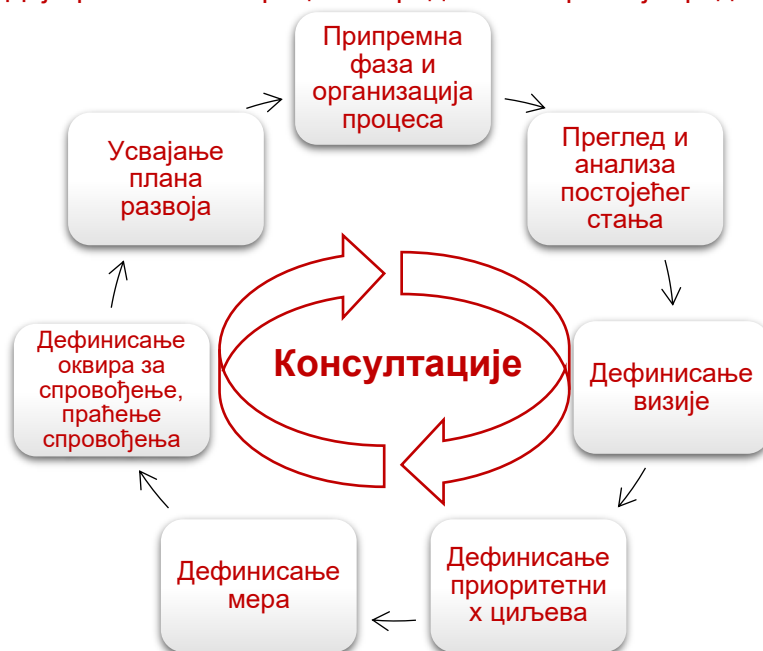 Припремна
фаза и
организација
процеса
Преглед и
анализа
постојећег
стања
Дефинисање
визије
Дефинисање
приоритетни
х циљева
Дефинисање
мера
Дефинисање
оквира за
спровођење,
праћење
спровођења
Усвајање
плана
развоја
Консултације